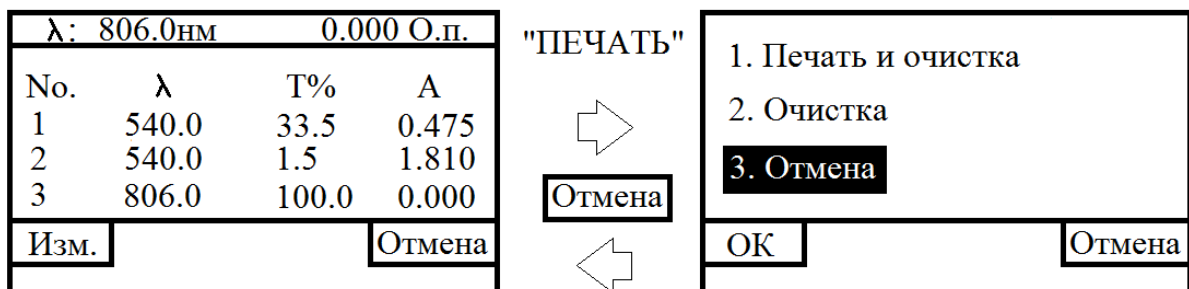 λ: 806.0нм 0.000 О.п.
No. λ T% A
1 540.0 33.5 0.475
2 540.0 1.5 1.810
3 806.0 100.0 0.000
Изм. Отмена
"ПЕЧАТЬ"
Отмена
1. Печать и очистка
2. Очистка
3. Отмена
ОК Отмена